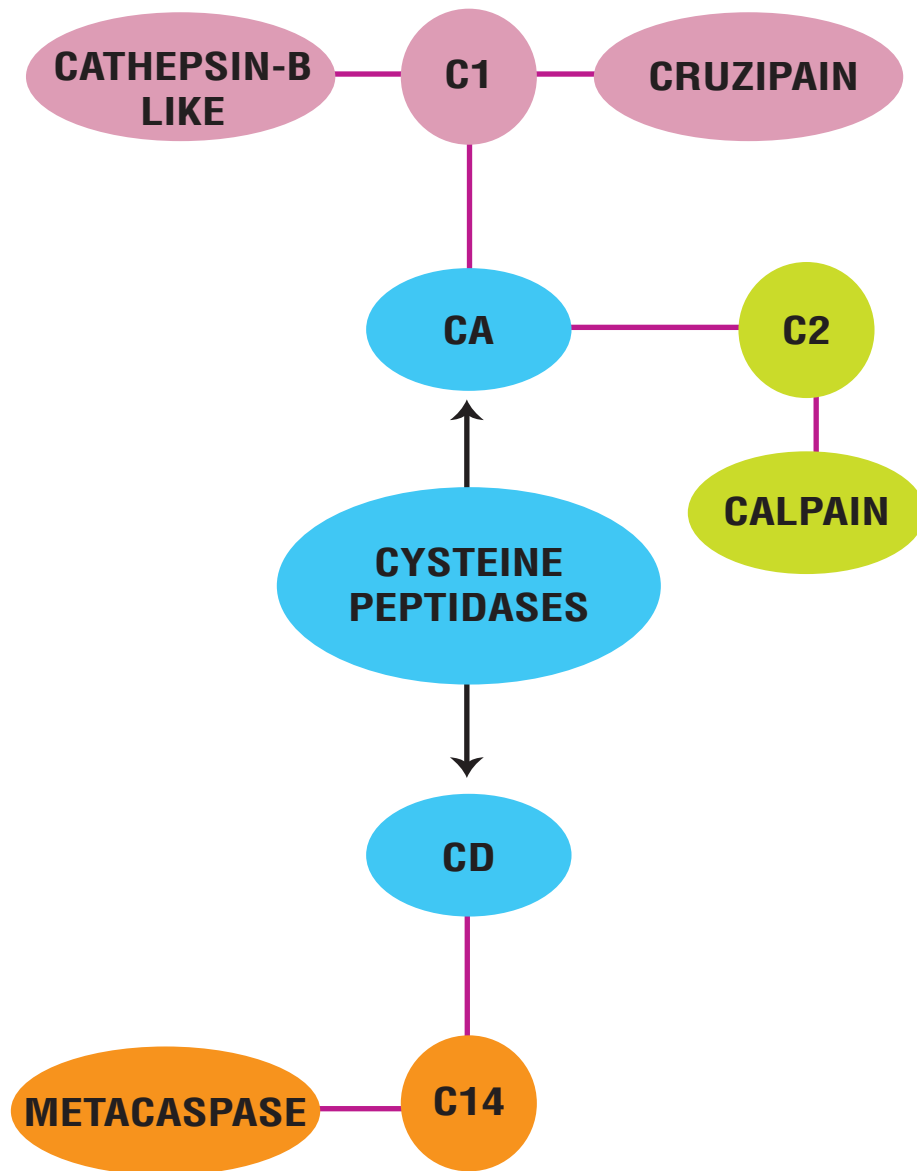 CATHEPSIN-B
LIKE
C1
CRUZIPAIN
CA
C2
CALPAIN
CYSTEINE
PEPTIDASES
CD
METACASPASE
C14